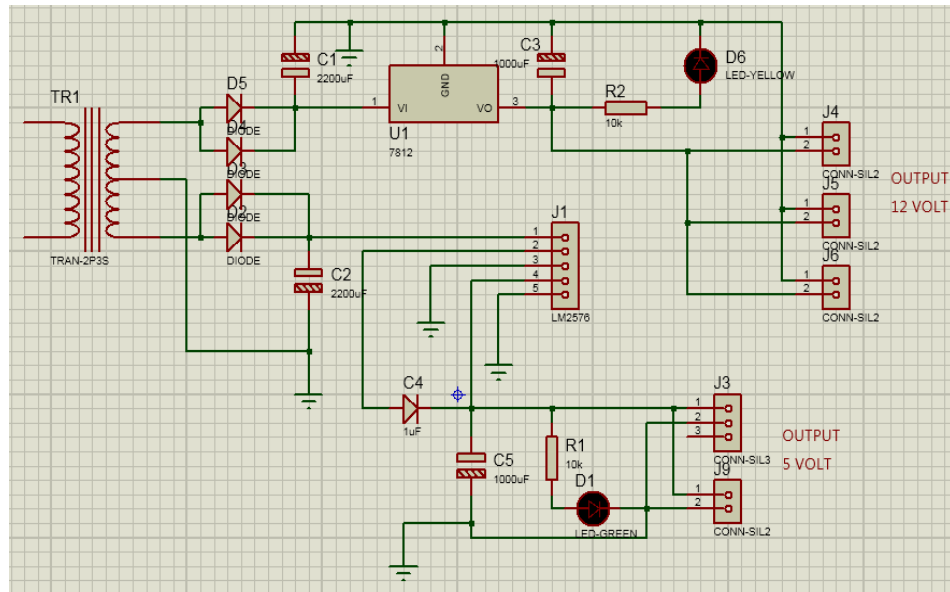 TR1
TRAN-2P3S
D5
DIODE
D4
DIODE
D3
DIODE
D2
DIODE
C1
2200uF
2
GND
1
VI
VO
3
U1
7812
C3
1000uF
R2
10k
D6
LED-YELLOW
J4
1
2
CONN-SIL2
J5
1
2
CONN-SIL2
J6
1
2
CONN-SIL2
OUTPUT
12 VOLT
C2
2200uF
J1
1
2
3
4
5
LM2576
C4
1uF
C5
1000uF
R1
10k
D1
LED-GREEN
J3
1
2
3
CONN-SIL3
J9
1
2
CONN-SIL2
OUTPUT
5 VOLT